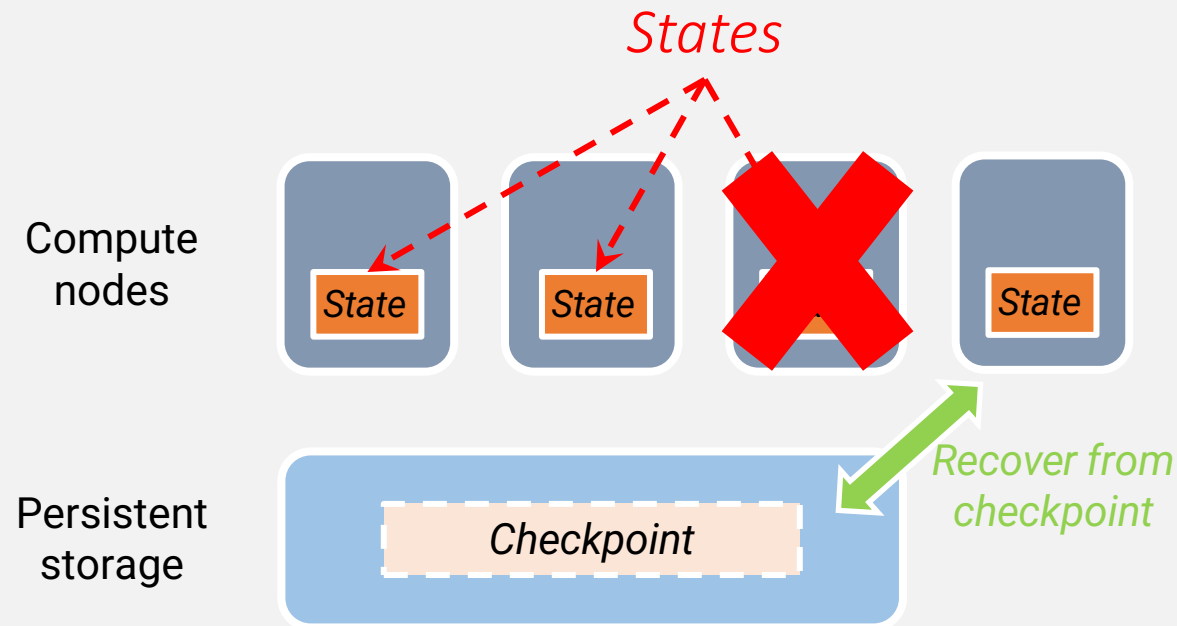 States
Compute
nodes
State
State
State
Recover from
checkpoint
Persistent
storage
Checkpoint